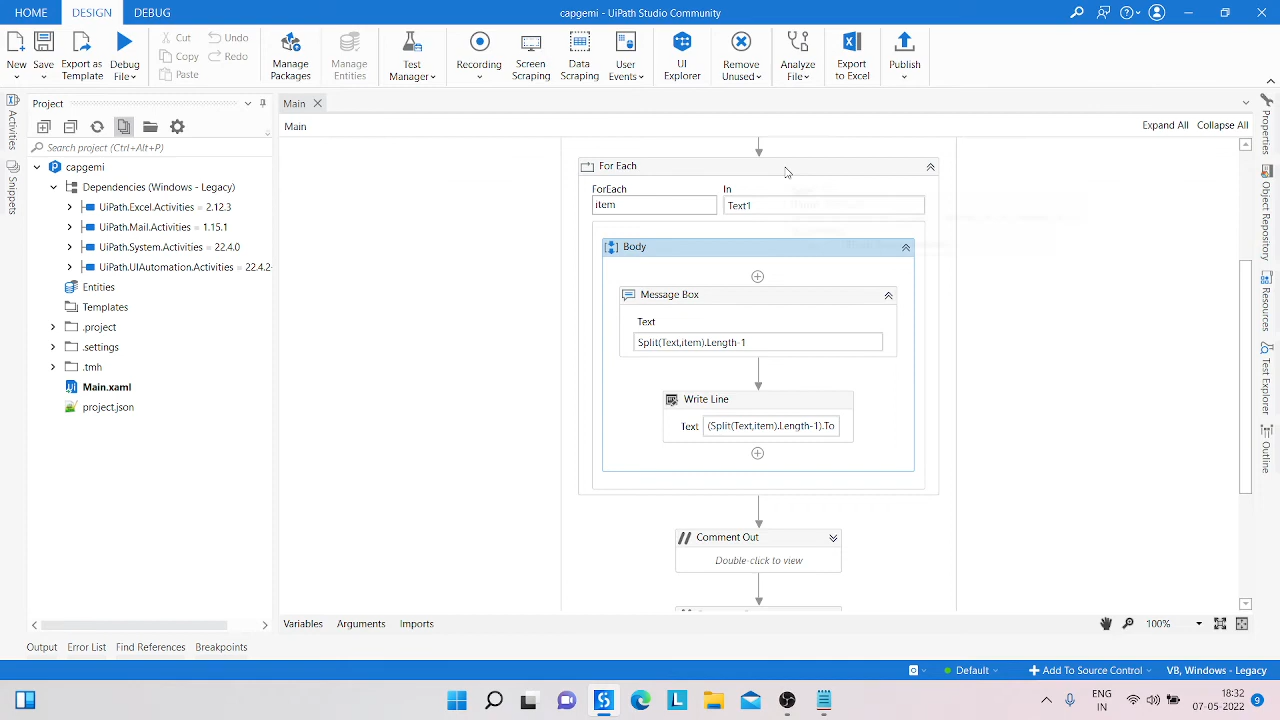 HOME DESIGN DEBUG
capgemi - UiPath Studio Community
New
Save
Export as Template
Debug File
Cut
Copy
Paste
Undo
Redo
Manage Packages
Manage Entities
Test Manager
Recording
Screen Scraping
Data Scraping
User Events
UI Explorer
Remove Unused
Analyze File
Export to Excel
Publish
Activities
Snippets
Project
Search project (Ctrl+Alt+P)
capgemi
Dependencies (Windows - Legacy)
UiPath.Excel.Activities = 2.12.3
UiPath.Mail.Activities = 1.15.1
UiPath.System.Activities = 22.4.0
UiPath.UIAutomation.Activities = 22.4.2
Entities
Templates
.project
.settings
.tmh
Main.xaml
project.json
Main
Main
Expand All Collapse All
For Each
ForEach In
item Text1
Body
Message Box
Text
Split(Text,item).Length-1
Write Line
Text (Split(Text,item).Length-1).To
Comment Out
Double-click to view
Properties
Object Repository
Resources
Test Explorer
Outline
Variables Arguments Imports
100%
Output Error List Find References Breakpoints
Default Add To Source Control VB, Windows - Legacy
ENG
IN
18:32
07-05-2022
9